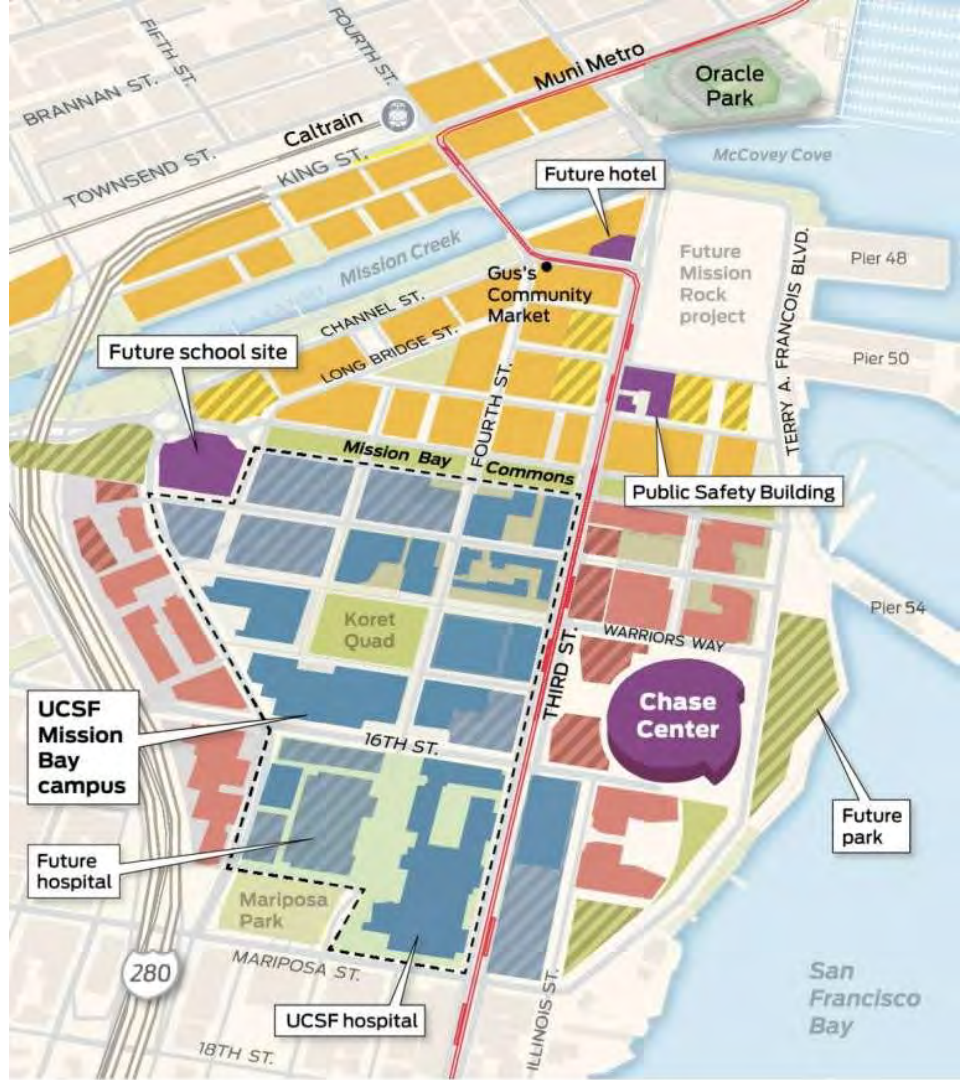 FIFTH ST.
FOURTH ST.
BRANNAN ST.
Muni Metro
Oracle
Park
Caltrain
TOWNSEND ST.
KING ST.
McCovey Cove
Future hotel
Mission Creek
Future
Mission
Rock
project
TERRY A. FRANCOIS BLVD.
Pier 48
Gus's
Community
Market
CHANNEL ST.
Future school site
LONG BRIDGE ST.
Pier 50
FOURTH ST.
Mission Bay Commons
Public Safety Building
Koret
Quad
Pier 54
WARRIORS WAY
THIRD ST.
Chase
Center
UCSF
Mission
Bay
campus
16TH ST.
Future
park
Future
hospital
Mariposa
Park
MARIPOSA ST.
280
UCSF hospital
ILLINOIS ST.
San
Francisco
Bay
18TH ST.